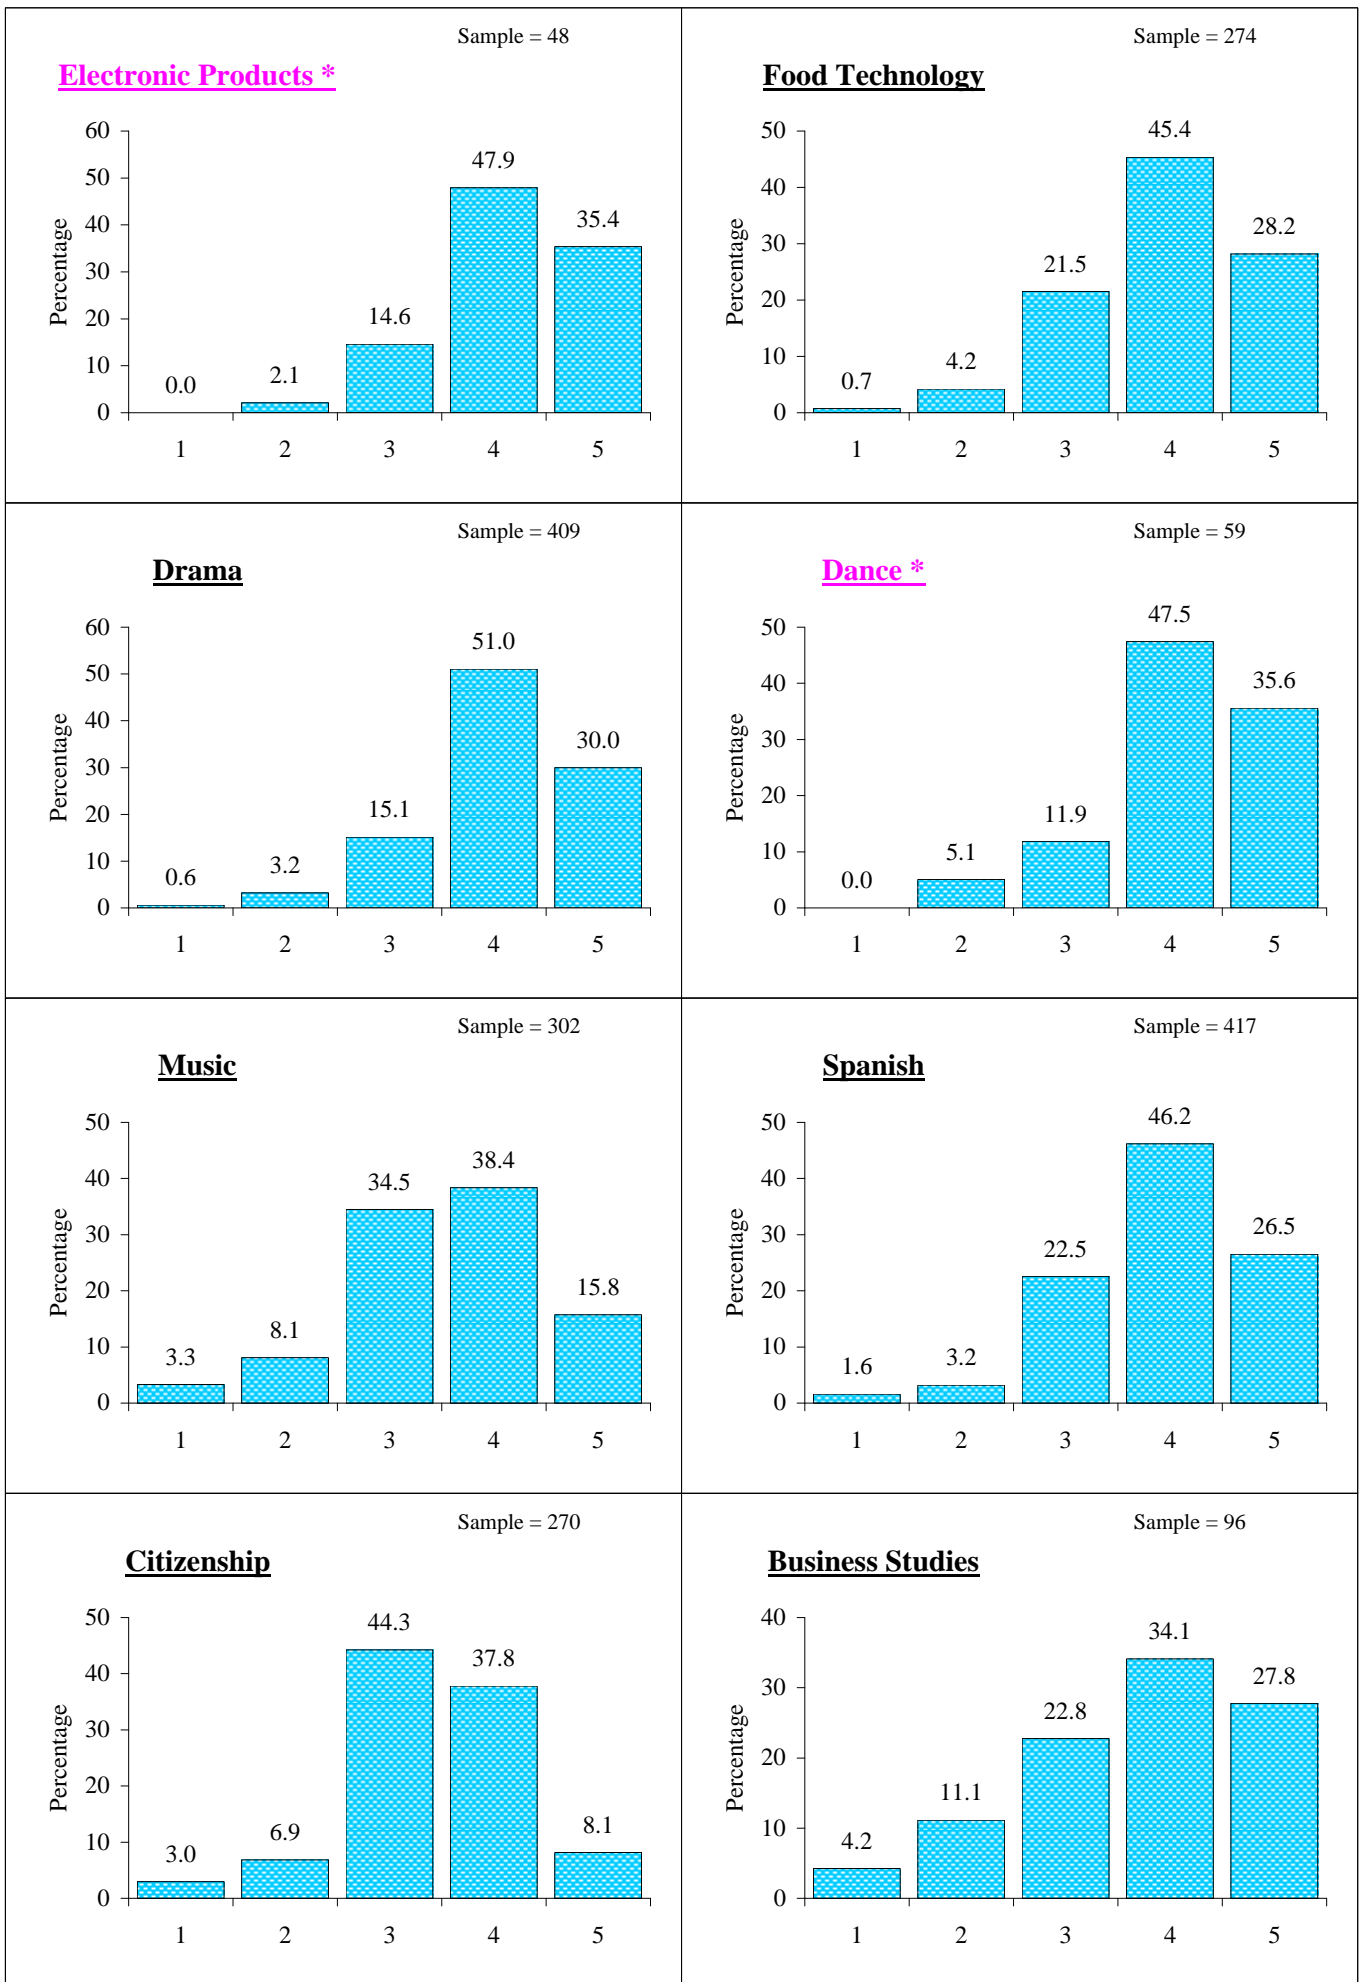 Sample = 48
Electronic Products *
60
50
40
30
20
10
0
Percentage
0.0
2.1
14.6
47.9
35.4
1 2 3 4 5
Sample = 274
Food Technology
50
40
30
20
10
0
Percentage
0.7
4.2
21.5
45.4
28.2
1 2 3 4 5
Sample = 409
Drama
60
50
40
30
20
10
0
Percentage
0.6
3.2
15.1
51.0
30.0
1 2 3 4 5
Sample = 59
Dance *
50
40
30
20
10
0
Percentage
0.0
5.1
11.9
47.5
35.6
1 2 3 4 5
Sample = 302
Music
50
40
30
20
10
0
Percentage
3.3
8.1
34.5
38.4
15.8
1 2 3 4 5
Sample = 417
Spanish
50
40
30
20
10
0
Percentage
1.6
3.2
22.5
46.2
26.5
1 2 3 4 5
Sample = 270
Citizenship
50
40
30
20
10
0
Percentage
3.0
6.9
44.3
37.8
8.1
1 2 3 4 5
Sample = 96
Business Studies
40
30
20
10
0
Percentage
4.2
11.1
22.8
34.1
27.8
1 2 3 4 5